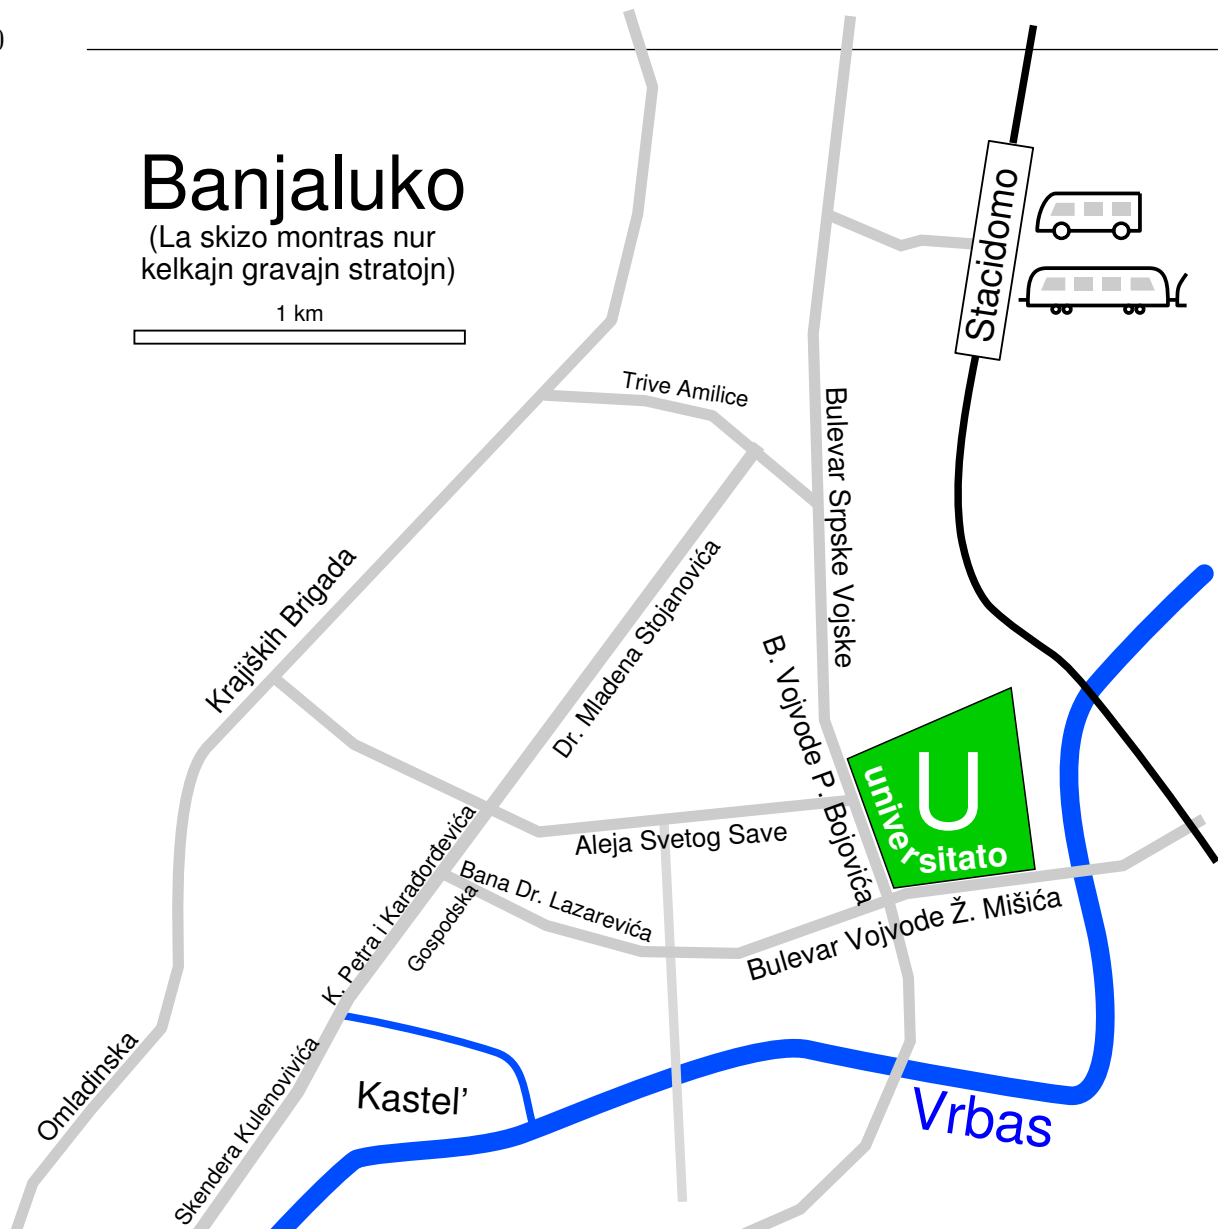 Banjaluko
(La skizo montras nur
kelkajn gravajn stratojn)
1 km
Stacidomo
Trive Amilice
Bulevar Srpske Vojske
Krajiških Brigada
Dr. Mladena Stojanovića
B. Vojvode P. Bojovića
U
universitato
Aleja Svetog Save
K. Petra i Karađorđevića
Bana Dr. Lazarevića
Gospodska
Bulevar Vojvode Ž. Mišića
Omladinska
Skendera Kulenovivića
Kastel’
Vrbas